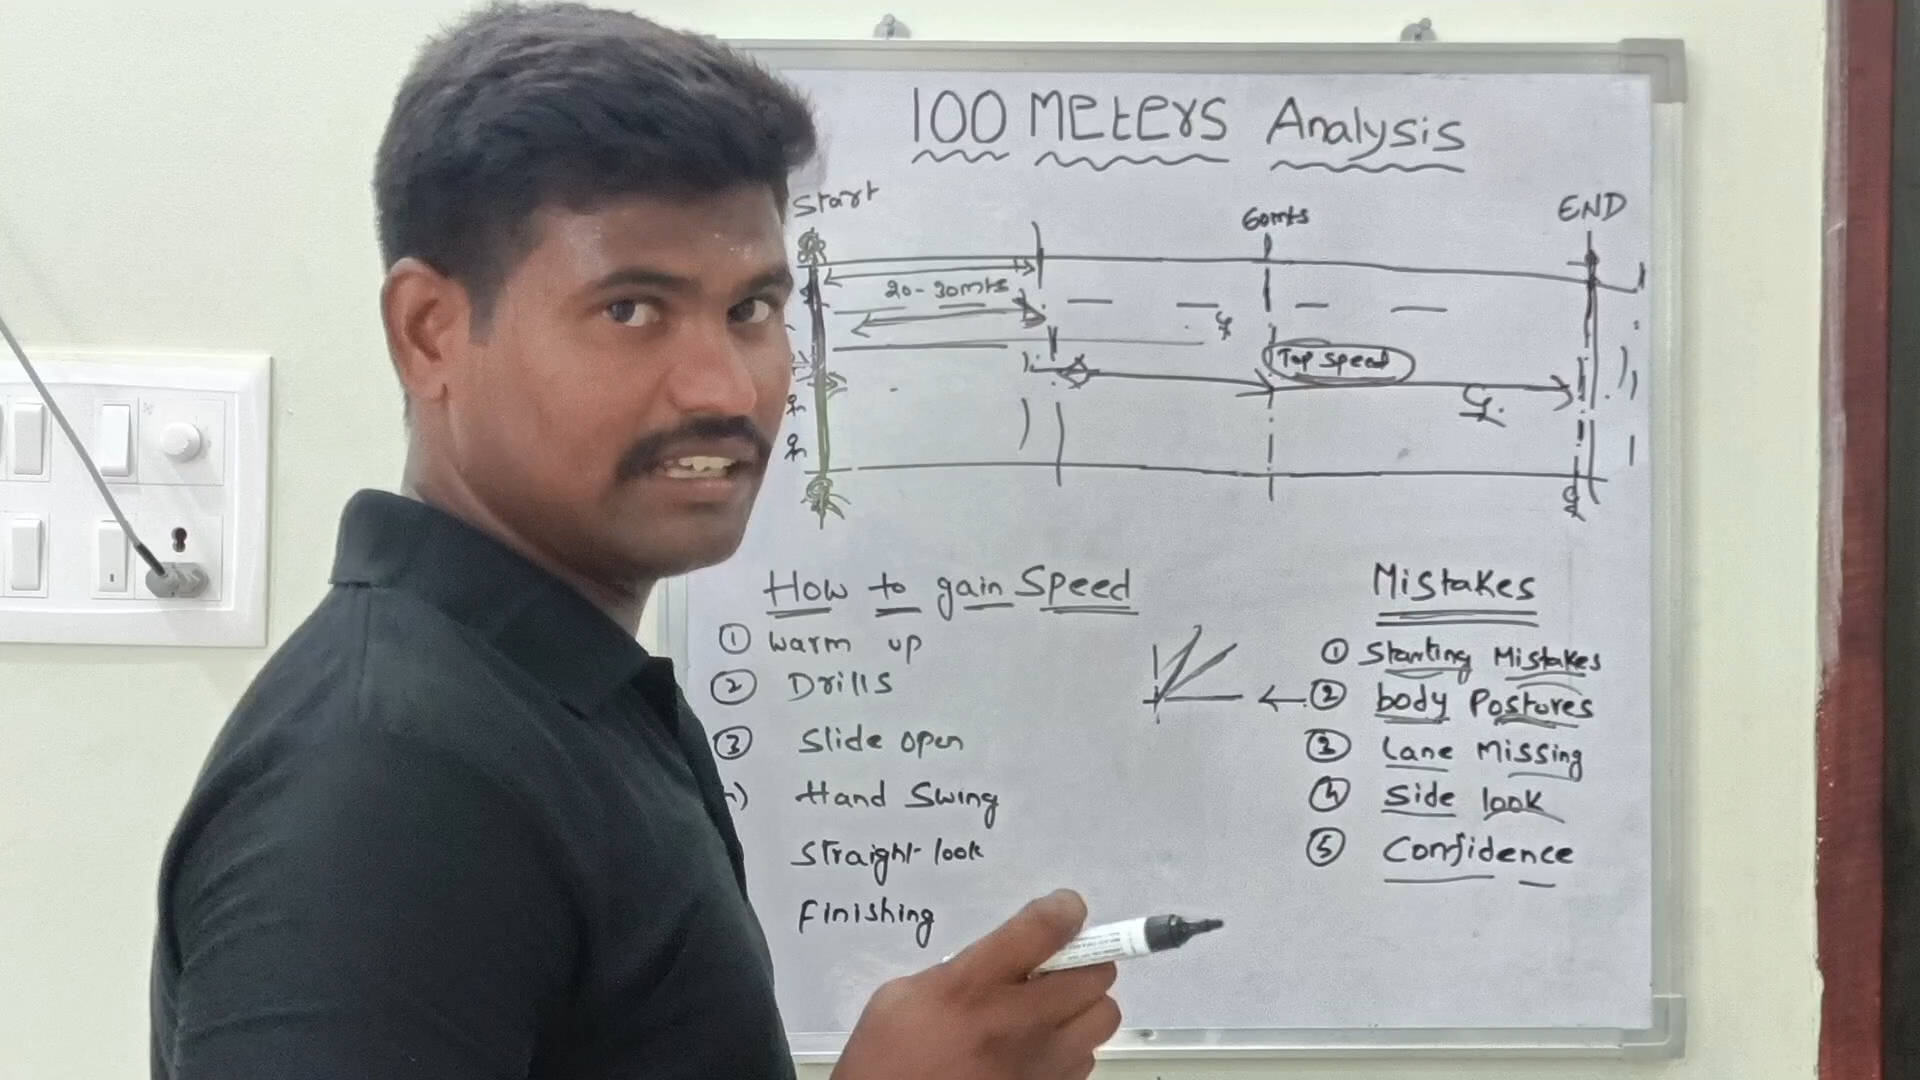 100 Meters Analysis
Start
60mts
END
20-30mts
Top Speed
How to gain Speed
① Warm up
② Drills
③ Slide open
Hand Swing
Straight look
Finishing
Mistakes
① Starting Mistakes
② body Postures
③ Lane Missing
④ Side look
⑤ Confidence